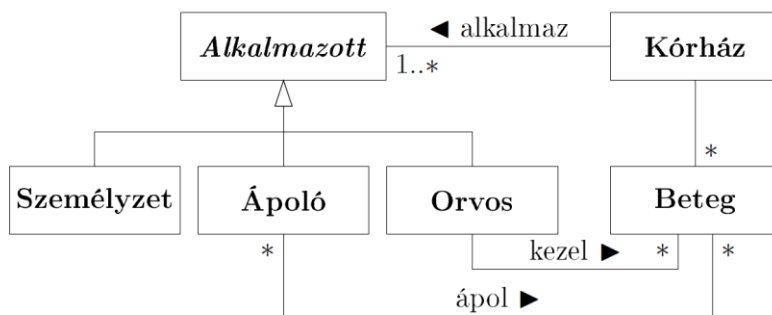 Alkalmazott
◄ alkalmaz
Kórház
1..*
*
Személyzet
Ápoló
Orvos
Beteg
*
kezel ►
*
*
ápol ►